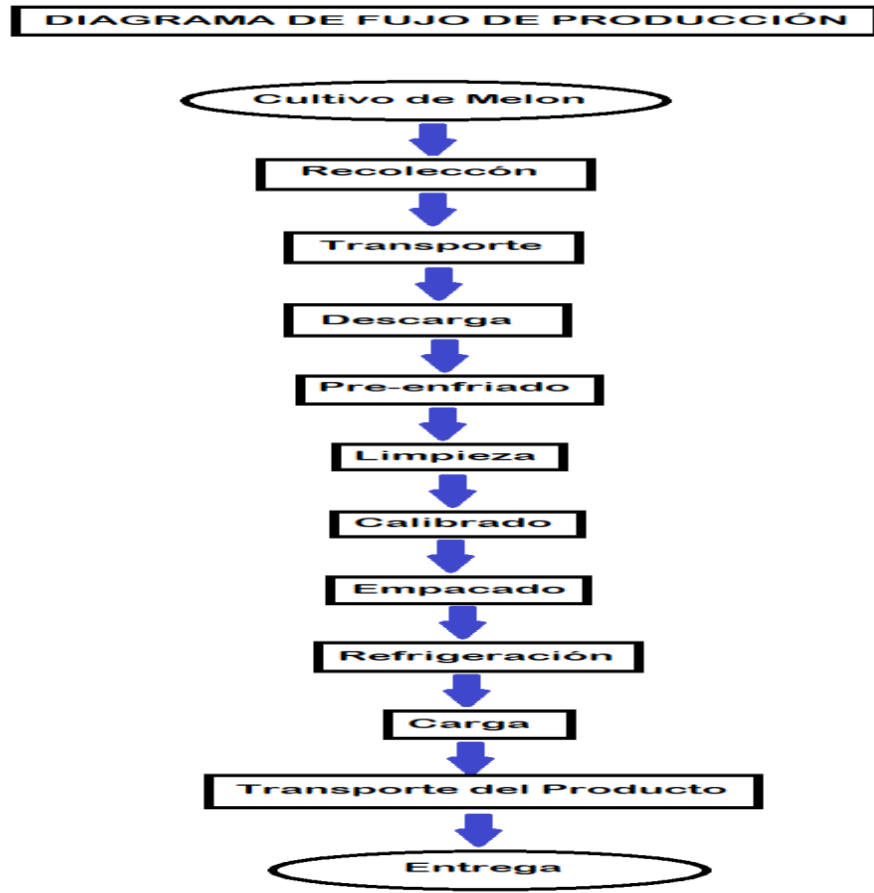 DIAGRAMA DE FUJO DE PRODUCCIÓN
Cultivo de Melon
Recoleccón
Transporte
Descarga
Pre-enfriado
Limpieza
Calibrado
Empacado
Refrigeración
Carga
Transporte del Producto
Entrega